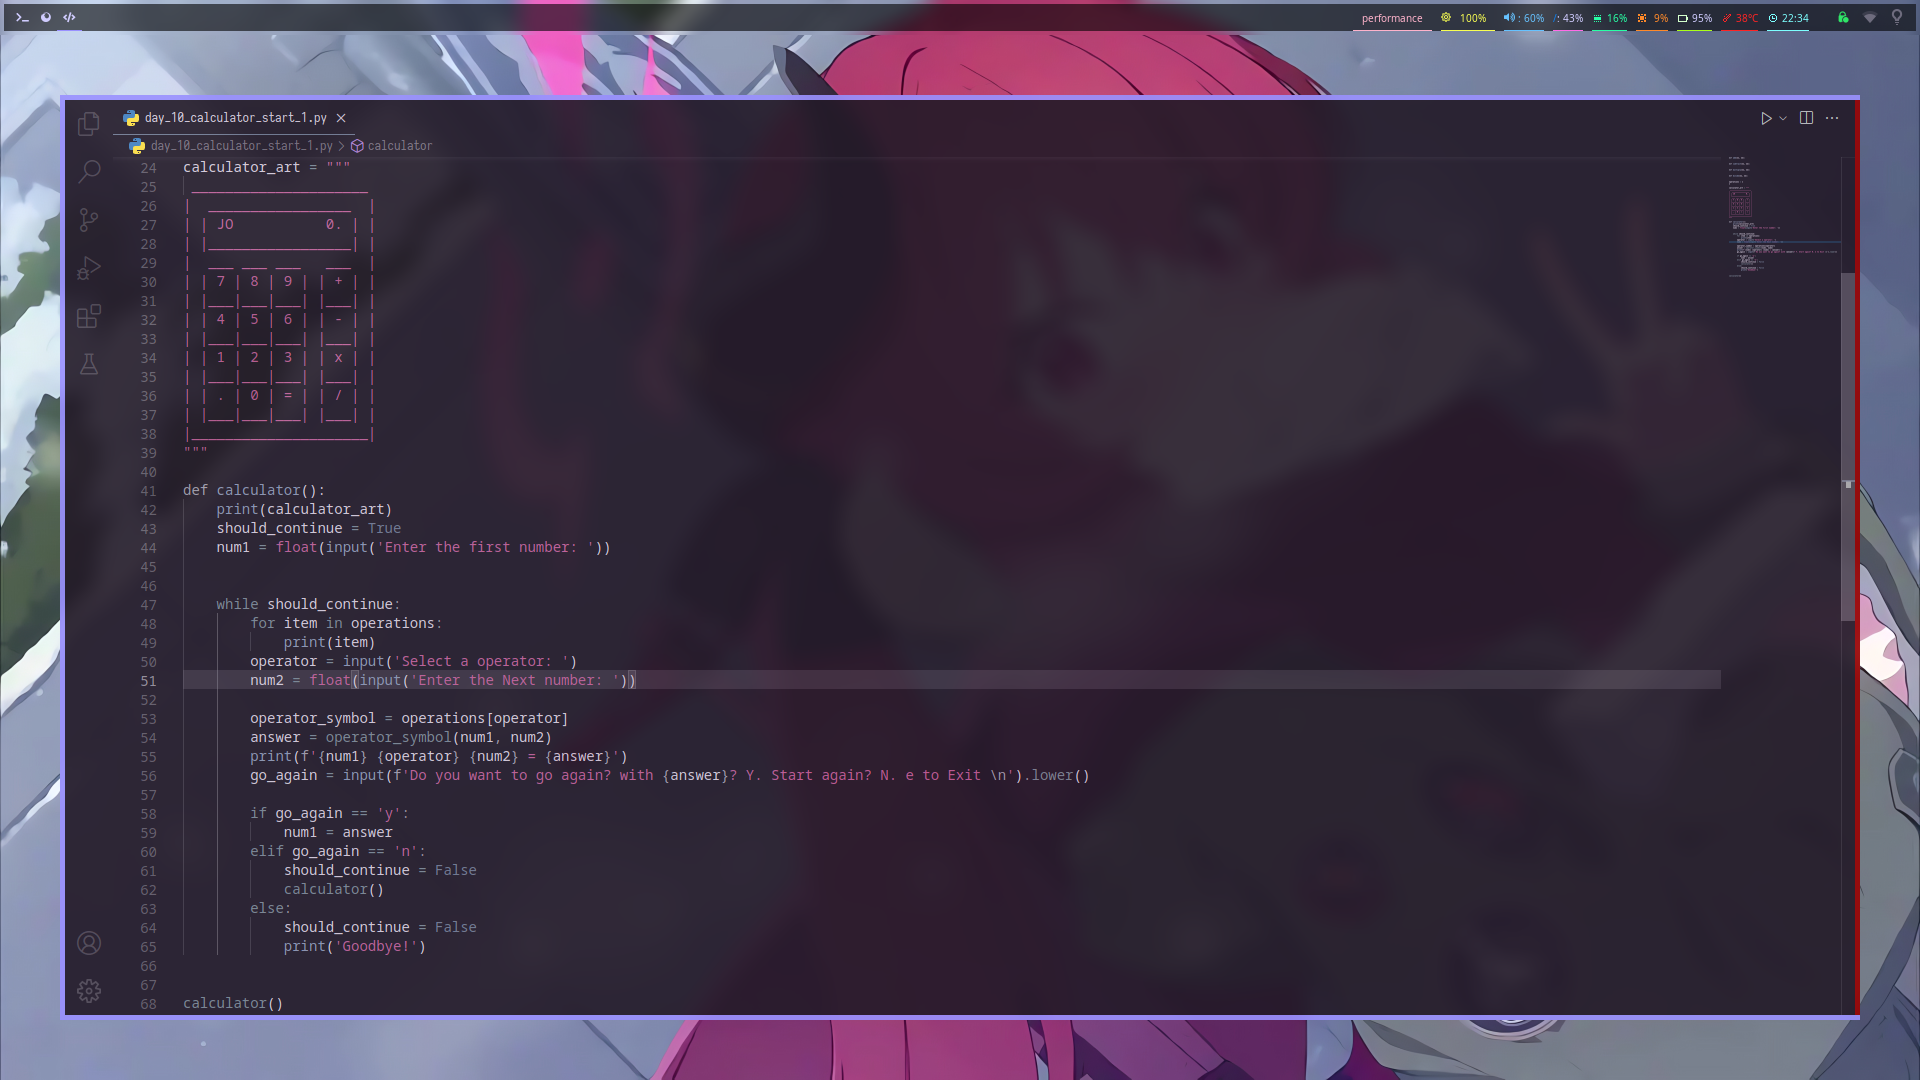 performance 100% : 60% : 43% 16% 9% 95% 38°C 22:34
day_10_calculator_start_1.py
day_10_calculator_start_1.py > calculator
24 calculator_art = """
25  _____________________
26 |  _________________  |
27 | | JO           0. | |
28 | |_________________| |
29 |  ___ ___ ___   ___  |
30 | | 7 | 8 | 9 | | + | |
31 | |___|___|___| |___| |
32 | | 4 | 5 | 6 | | - | |
33 | |___|___|___| |___| |
34 | | 1 | 2 | 3 | | x | |
35 | |___|___|___| |___| |
36 | | . | 0 | = | | / | |
37 | |___|___|___| |___| |
38 |_____________________|
39 """
40
41 def calculator():
42     print(calculator_art)
43     should_continue = True
44     num1 = float(input('Enter the first number: '))
45
46
47     while should_continue:
48         for item in operations:
49             print(item)
50         operator = input('Select a operator: ')
51         num2 = float(input('Enter the Next number: '))
52
53         operator_symbol = operations[operator]
54         answer = operator_symbol(num1, num2)
55         print(f'{num1} {operator} {num2} = {answer}')
56         go_again = input(f'Do you want to go again? with {answer}? Y. Start again? N. e to Exit \n').lower()
57
58         if go_again == 'y':
59             num1 = answer
60         elif go_again == 'n':
61             should_continue = False
62             calculator()
63         else:
64             should_continue = False
65             print('Goodbye!')
66
67
68 calculator()